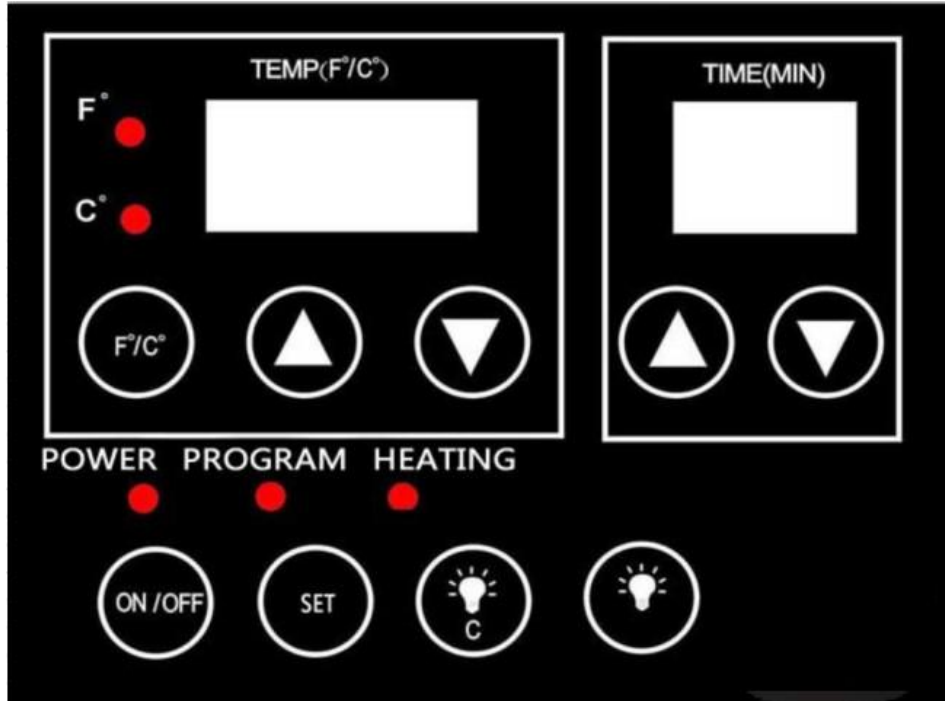 TEMP(F°/C°)
TIME(MIN)
F°
C°
F°/C°
POWER PROGRAM HEATING
ON/OFF
SET
C